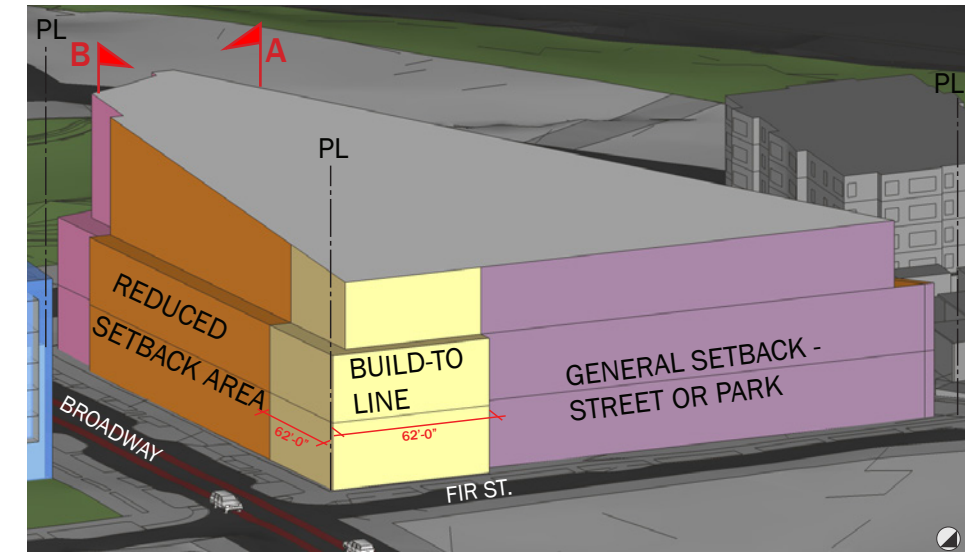 PL
B
A
PL
PL
REDUCED
SETBACK AREA
BUILD-TO
LINE
GENERAL SETBACK -
STREET OR PARK
62'-0"
62'-0"
BROADWAY
FIR ST.